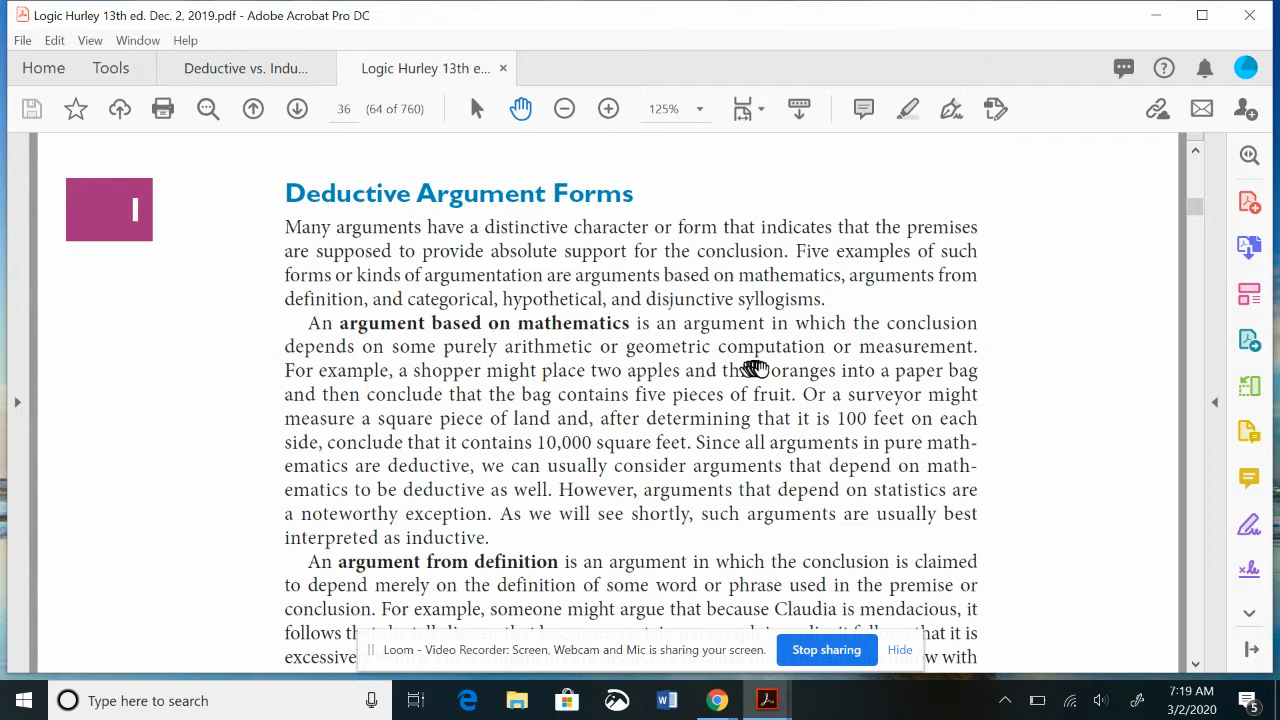 Logic Hurley 13th ed. Dec. 2, 2019.pdf - Adobe Acrobat Pro DC
File Edit View Window Help
Home Tools Deductive vs. Indu... Logic Hurley 13th e... ×
36 (64 of 760) 125%
Deductive Argument Forms
1
Many arguments have a distinctive character or form that indicates that the premises
are supposed to provide absolute support for the conclusion. Five examples of such
forms or kinds of argumentation are arguments based on mathematics, arguments from
definition, and categorical, hypothetical, and disjunctive syllogisms.
An argument based on mathematics is an argument in which the conclusion
depends on some purely arithmetic or geometric computation or measurement.
For example, a shopper might place two apples and oranges into a paper bag
and then conclude that the bag contains five pieces of fruit. Or a surveyor might
measure a square piece of land and, after determining that it is 100 feet on each
side, conclude that it contains 10,000 square feet. Since all arguments in pure math-
ematics are deductive, we can usually consider arguments that depend on math-
ematics to be deductive as well. However, arguments that depend on statistics are
a noteworthy exception. As we will see shortly, such arguments are usually best
interpreted as inductive.
An argument from definition is an argument in which the conclusion is claimed
to depend merely on the definition of some word or phrase used in the premise or
conclusion. For example, someone might argue that because Claudia is mendacious, it
follows that it is
Loom - Video Recorder: Screen, Webcam and Mic is sharing your screen. Stop sharing Hide
with
Type here to search
7:19 AM
3/2/2020
5